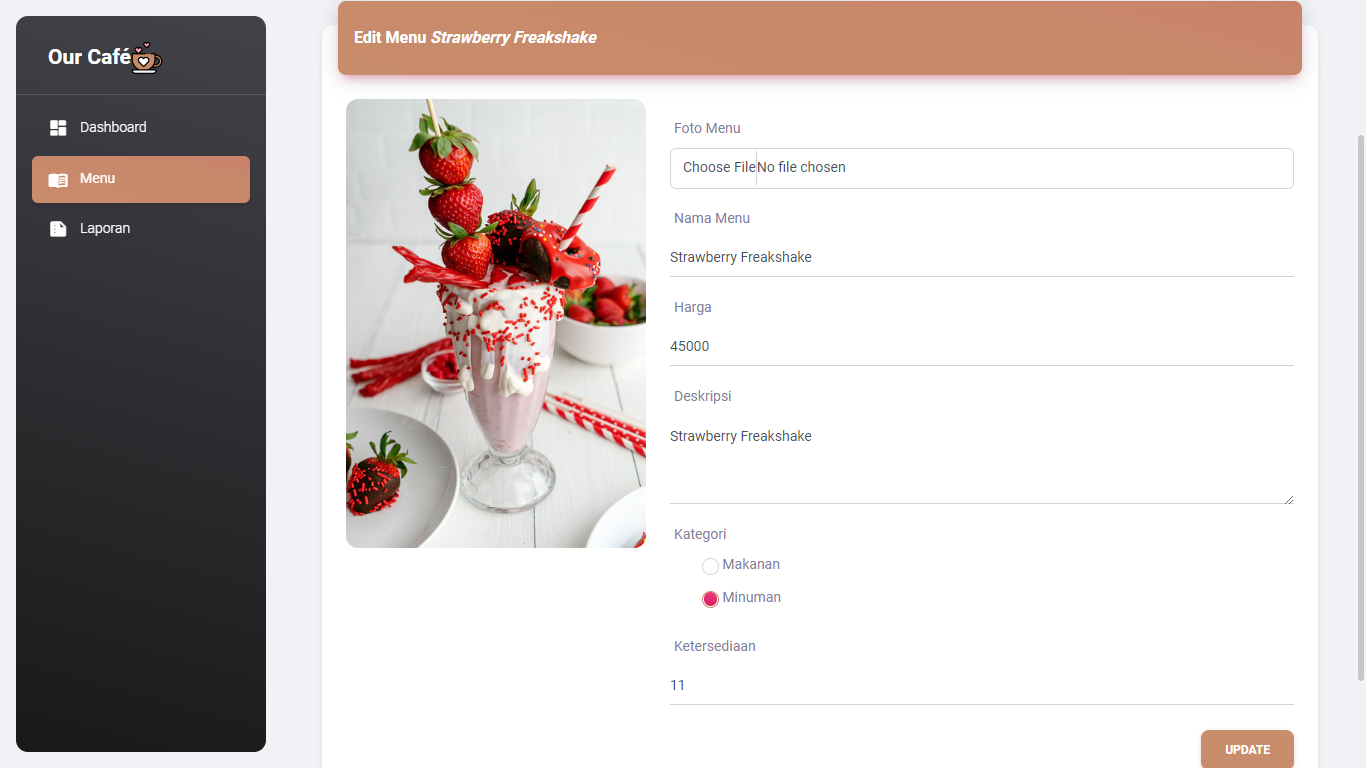 Our Café
Dashboard
Menu
Laporan
Edit Menu Strawberry Freakshake
Foto Menu
Choose File No file chosen
Nama Menu
Strawberry Freakshake
Harga
45000
Deskripsi
Strawberry Freakshake
Kategori
Makanan
Minuman
Ketersediaan
11
UPDATE